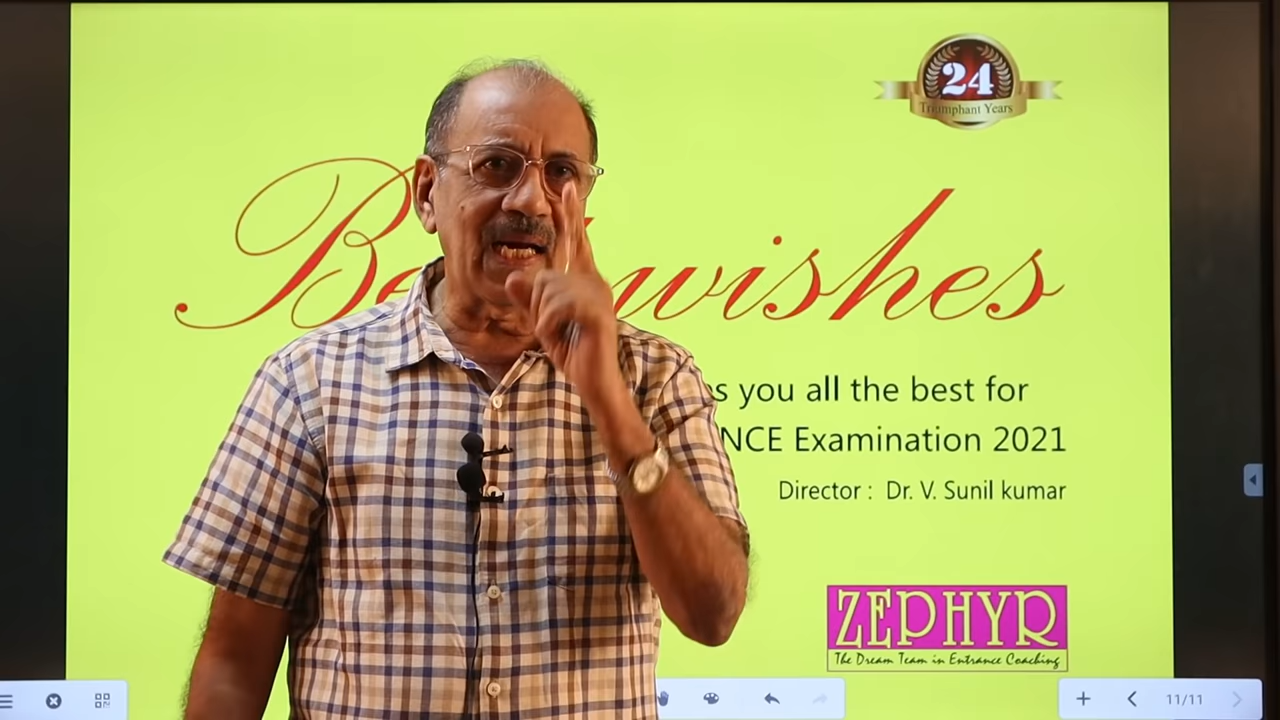 24
Triumphant Years
wishes
you all the best for
Examination 2021
Director : Dr. V. Sunil kumar
ZEPHYR
The Dream Team in Entrance Coaching
11/11